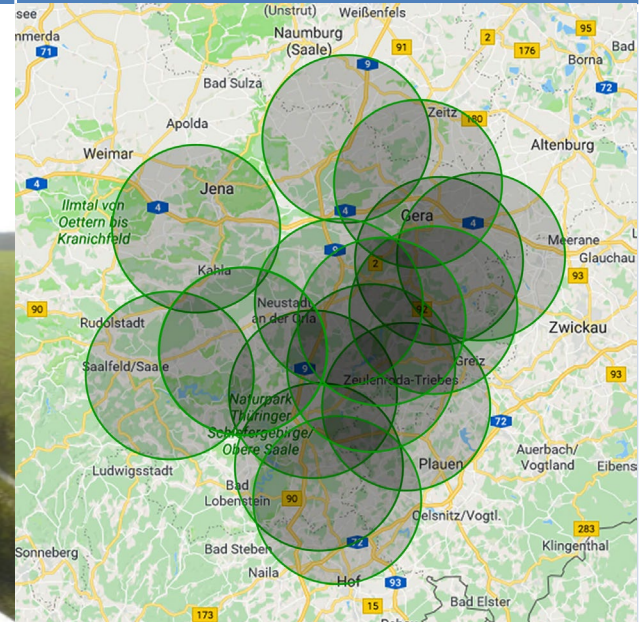 (Unstrut)
Weißenfels
see
Naumburg
(Saale)
95
nmerda
2
91
176
Bad
71
9
Borna
Bad Sulza
72
Zeitz
180
Apolda
Altenburg
Weimar
4
Jena
Ilmtal von
Oettern bis
Kranichfeld
4
4
Gera
4
Meerane
L
9
Glauchau
Kahla
2
93
90
Neustadt
an der Orla
92
Rudolstadt
Zwickau
Saalfeld/Saale
9
Greiz
Zeulenroda-Triebes
93
Naturpark
Thüringer
Schiefergebirge/
Obere Saale
72
Auerbach/
Vogtland
Plauen
Eibens
Ludwigsstadt
Bad
Lobenstein
90
Oelsnitz/Vogtl.
283
Sonneberg
Bad Steben
72
Klingenthal
Naila
Hof
93
173
15
Bad Elster